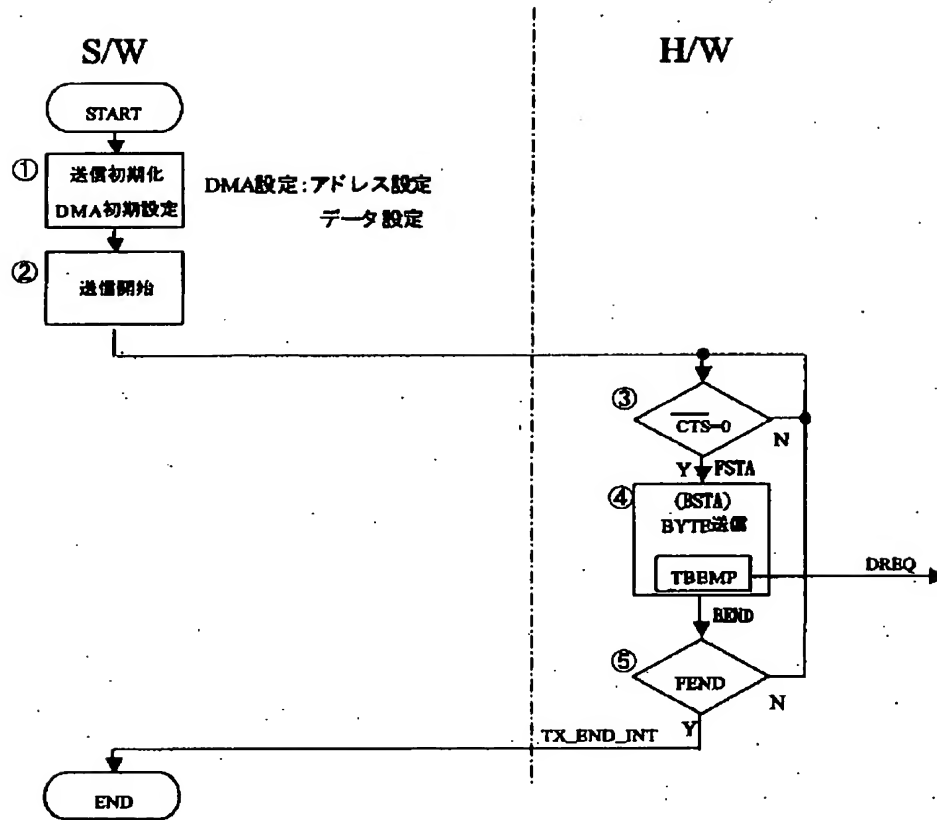 S/W
H/W
START
①
送信初期化
DMA初期設定
DMA設定:アドレス設定
データ設定
②
送信開始
③
C̅T̅S̅=0
N
Y
FSTA
④
(BSTA)
BYTE送信
TBEMP
DREQ
BEND
⑤
FEND
N
Y
TX_END_INT
END